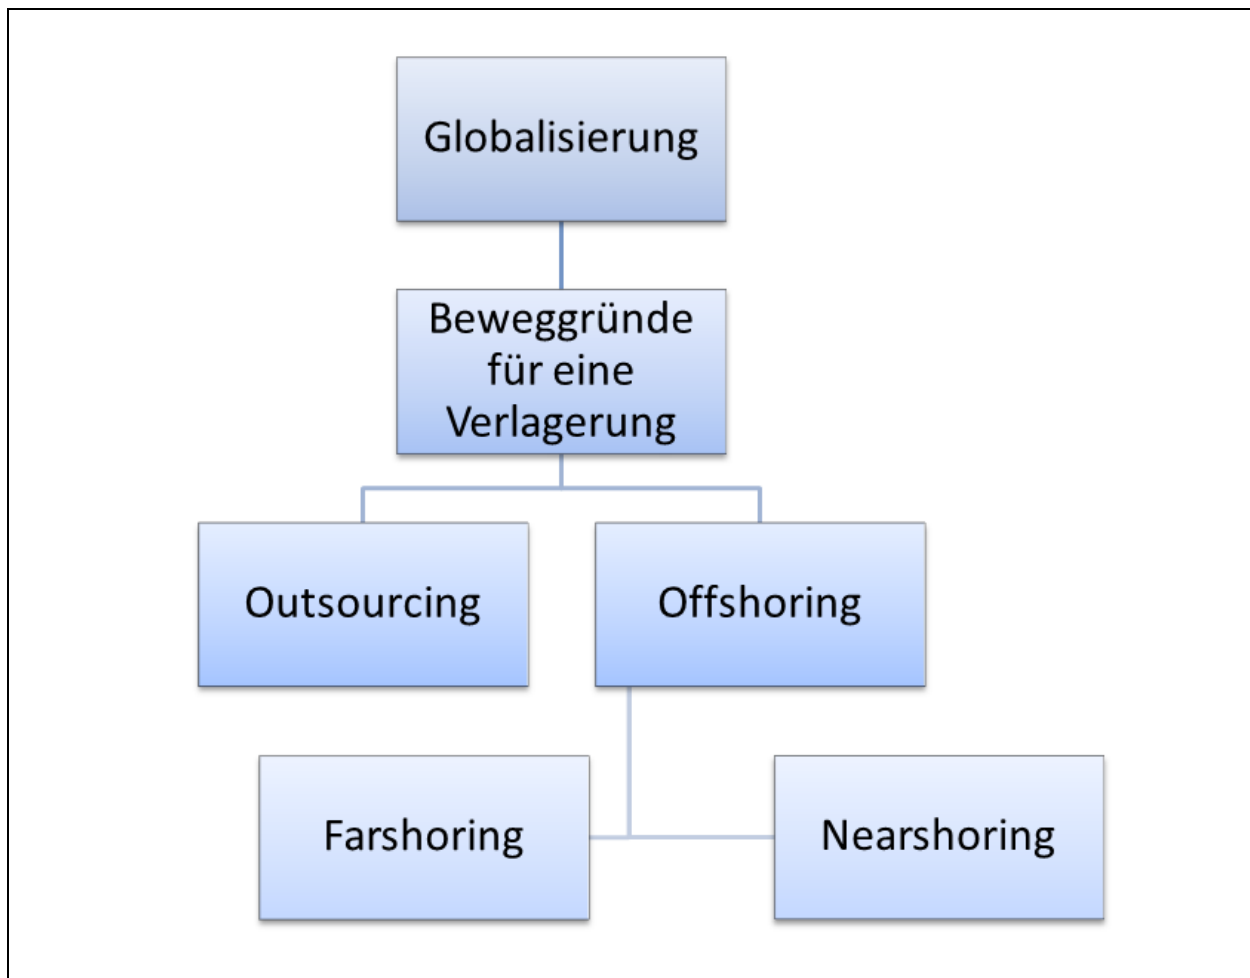 Globalisierung
Beweggründe
für eine
Verlagerung
Outsourcing
Offshoring
Farshoring
Nearshoring